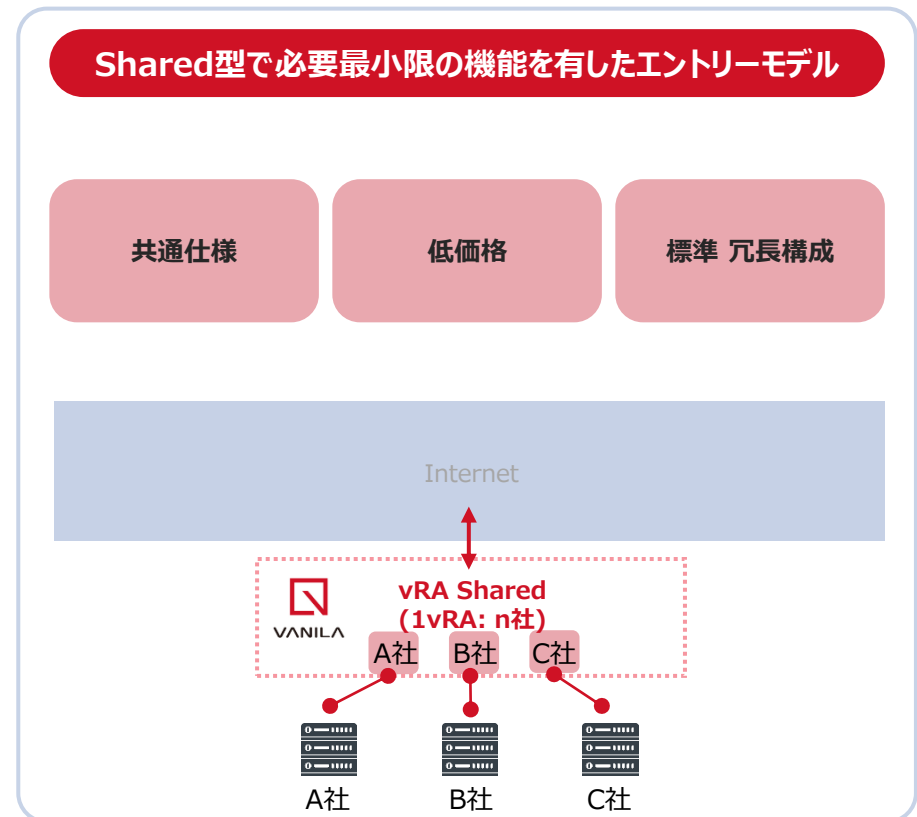 Shared型で必要最小限の機能を有したエントリーモデル
共通仕様
低価格
標準 冗長構成
Internet
VANILA
vRA Shared
(1vRA: n社)
A社
B社
C社
A社
B社
C社